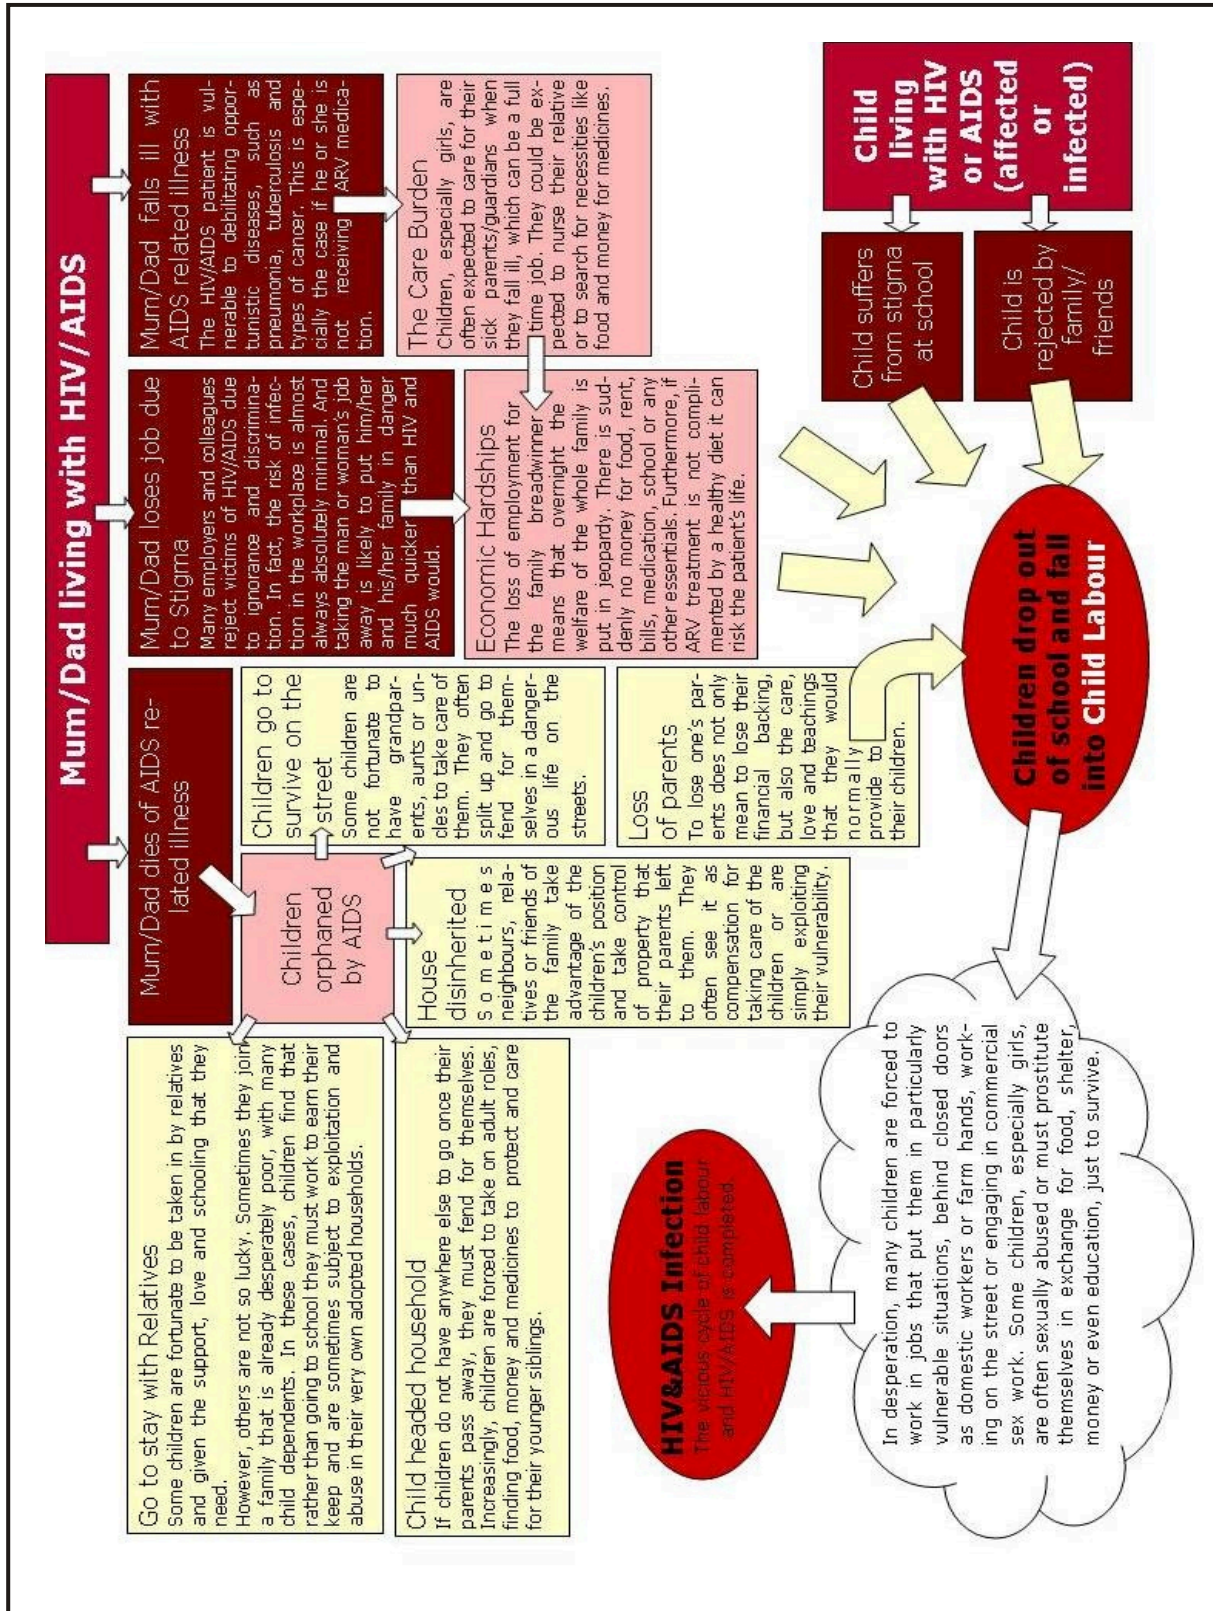 Mum/Dad living with HIV/AIDS
Mum/Dad dies of AIDS re-
lated illness
Mum/Dad loses job due
to Stigma
Many employers and colleagues
reject victims of HIV/AIDS due
to ignorance and discrimina-
tion. In fact, the risk of infec-
tion in the workplace is almost
always absolutely minimal. And
taking the man or woman's job
away is likely to put him/her
and his/her family in danger
much quicker than HIV and
AIDS would.
Mum/Dad falls ill with
AIDS related illness
The HIV/AIDS patient is vul-
nerable to debilitating oppor-
tunistic diseases, such as
pneumonia, tuberculosis and
types of cancer. This is espe-
cially the case if he or she is
not receiving ARV medica-
tion.
Go to stay with Relatives
Some children are fortunate to be taken in by relatives
and given the support, love and schooling that they
need.
However, others are not so lucky. Sometimes they join
a family that is already desperately poor, with many
child dependents. In these cases, children find that
rather than going to school they must work to earn their
keep and are sometimes subject to exploitation and
abuse in their very own adopted households.
Children
orphaned
by AIDS
Children go to
survive on the
street
Some children are
not fortunate to
have grandpar-
ents, aunts or un-
cles to take care of
them. They often
split up and go to
fend for them-
selves in a danger-
ous life on the
streets.
The Care Burden
Children, especially girls, are
often expected to care for their
sick parents/guardians when
they fall ill, which can be a full
time job. They could be ex-
pected to nurse their relative
or to search for necessities like
food and money for medicines.
Child headed household
If children do not have anywhere else to go once their
parents pass away, they must fend for themselves.
Increasingly, children are forced to take on adult roles,
finding food, money and medicines to protect and care
for their younger siblings.
House
disinherited
Sometimes
neighbours, rela-
tives or friends of
the family take
advantage of the
children's position
and take control
of property that
their parents left
to them. They
often see it as
compensation for
taking care of the
children or are
simply exploiting
their vulnerability.
Economic Hardships
The loss of employment for
the family breadwinner
means that overnight the
welfare of the whole family is
put in jeopardy. There is sud-
denly no money for food, rent,
bills, medication, school or any
other essentials. Furthermore, if
ARV treatment is not compli-
mented by a healthy diet it can
risk the patient's life.
Loss
of parents
To lose one's par-
ents does not only
mean to lose their
financial backing,
but also the care,
love and teachings
that they would
normally
provide to
their children.
Child
living
with HIV
or AIDS
(affected
or
infected)
Child suffers
from stigma
at school
Child is
rejected by
family/
friends
Children drop out
of school and fall
into Child Labour
In desperation, many children are forced to
work in jobs that put them in particularly
vulnerable situations, behind closed doors
as domestic workers or farm hands, work-
ing on the street or engaging in commercial
sex work. Some children, especially girls,
are often sexually abused or must prostitute
themselves in exchange for food, shelter,
money or even education, just to survive.
HIV&AIDS Infection
The vicious cycle of child labour
and HIV/AIDS is completed.